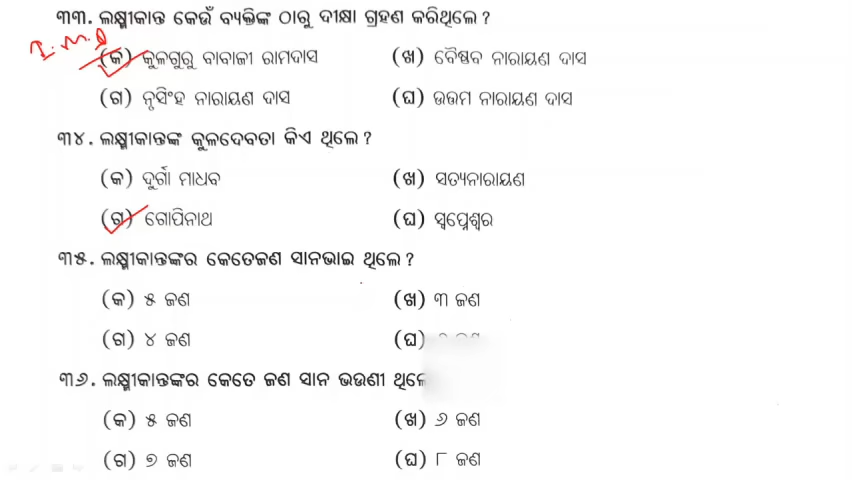 ୩୩. ଲକ୍ଷ୍ମୀକାନ୍ତ କେଉଁ ବ୍ୟକ୍ତିଙ୍କ ଠାରୁ ଦୀକ୍ଷା ଗ୍ରହଣ କରିଥିଲେ ?
I.M.P
(କ) କୁଳଗୁରୁ ବାବାଜୀ ରାମଦାସ (ଖ) ବୈଷ୍ଣବ ନାରାୟଣ ଦାସ
(ଗ) ନୃସିଂହ ନାରାୟଣ ଦାସ (ଘ) ଉତ୍ତମ ନାରାୟଣ ଦାସ
୩୪. ଲକ୍ଷ୍ମୀକାନ୍ତଙ୍କ କୁଳଦେବତା କିଏ ଥିଲେ ?
(କ) ଦୁର୍ଗା ମାଧବ (ଖ) ସତ୍ୟନାରାୟଣ
(ଗ) ଗୋପିନାଥ (ଘ) ସ୍ୱପ୍ନେଶ୍ୱର
୩୫. ଲକ୍ଷ୍ମୀକାନ୍ତଙ୍କର କେତେଜଣ ସାନଭାଇ ଥିଲେ ?
(କ) ୫ ଜଣ (ଖ) ୩ ଜଣ
(ଗ) ୪ ଜଣ (ଘ)
୩୬. ଲକ୍ଷ୍ମୀକାନ୍ତଙ୍କର କେତେ ଜଣ ସାନ ଭଉଣୀ ଥିଲେ
(କ) ୫ ଜଣ (ଖ) ୬ ଜଣ
(ଗ) ୭ ଜଣ (ଘ) ୮ ଜଣ